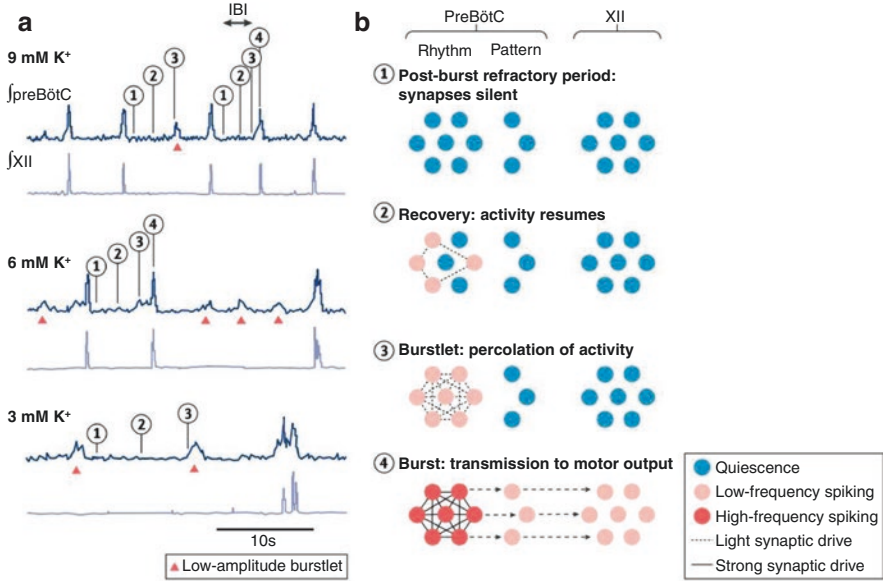 a
IBI
9 mM K⁺
∫preBötC
∫XII
1
2
3
1
2
3
4
6 mM K⁺
1
2
3
4
3 mM K⁺
1
2
3
10s
Low-amplitude burstlet
b
PreBötC
XII
Rhythm
Pattern
1 Post-burst refractory period:
synapses silent
2 Recovery: activity resumes
3 Burstlet: percolation of activity
4 Burst: transmission to motor output
Quiescence
Low-frequency spiking
High-frequency spiking
Light synaptic drive
Strong synaptic drive